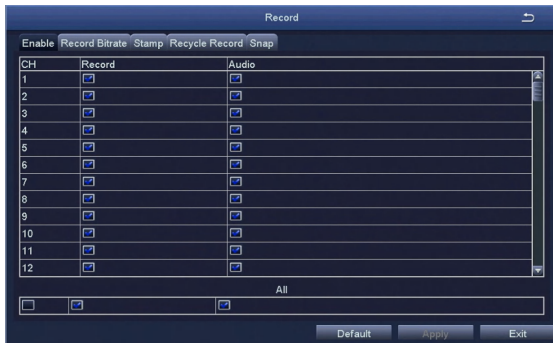 Record
Enable Record Bitrate Stamp Recycle Record Snap
CH Record Audio
1
2
3
4
5
6
7
8
9
10
11
12
All
Default Apply Exit